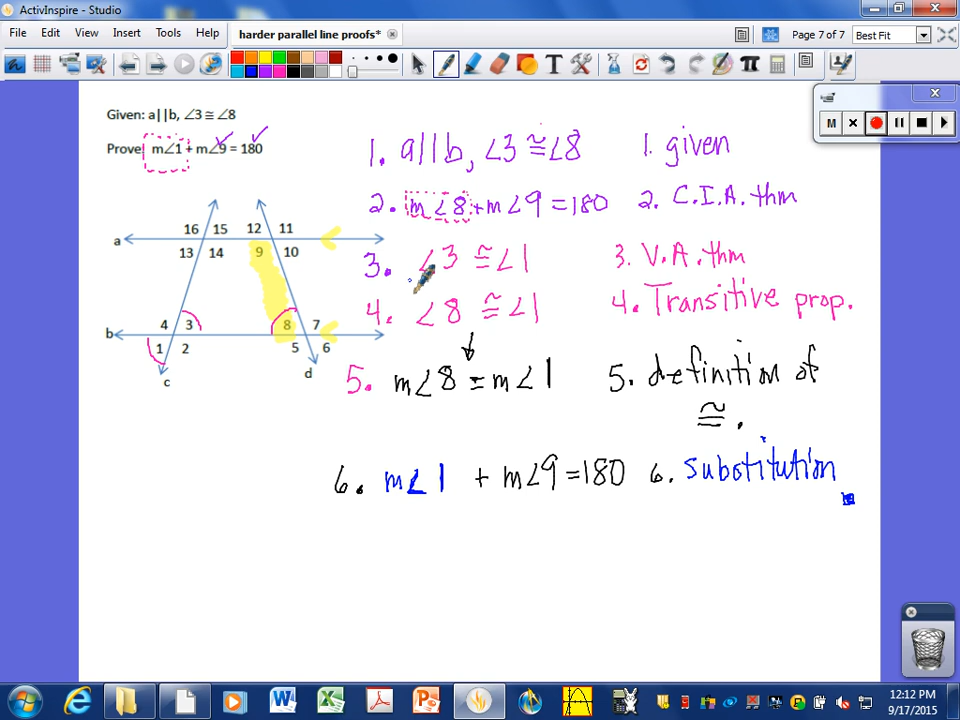 ActivInspire - Studio
File Edit View Insert Tools Help
harder parallel line proofs*
Page 7 of 7
Best Fit
Given: a||b, ∠3 ≅ ∠8
Prove: m∠1 + m∠9 = 180
1. a||b, ∠3 ≅ ∠8 1. given
2. m∠8 + m∠9 = 180 2. C.I.A. thm
3. ∠3 ≅ ∠1 3. V.A. thm
4. ∠8 ≅ ∠1 4. Transitive prop.
5. m∠8 = m∠1 5. definition of
≅.
6. m∠1 + m∠9 = 180 6. substitution
16 15 12 11
a
13 14 9 10
4 3 8 7
b
1 2 5 6
c d
M
12:12 PM
9/17/2015